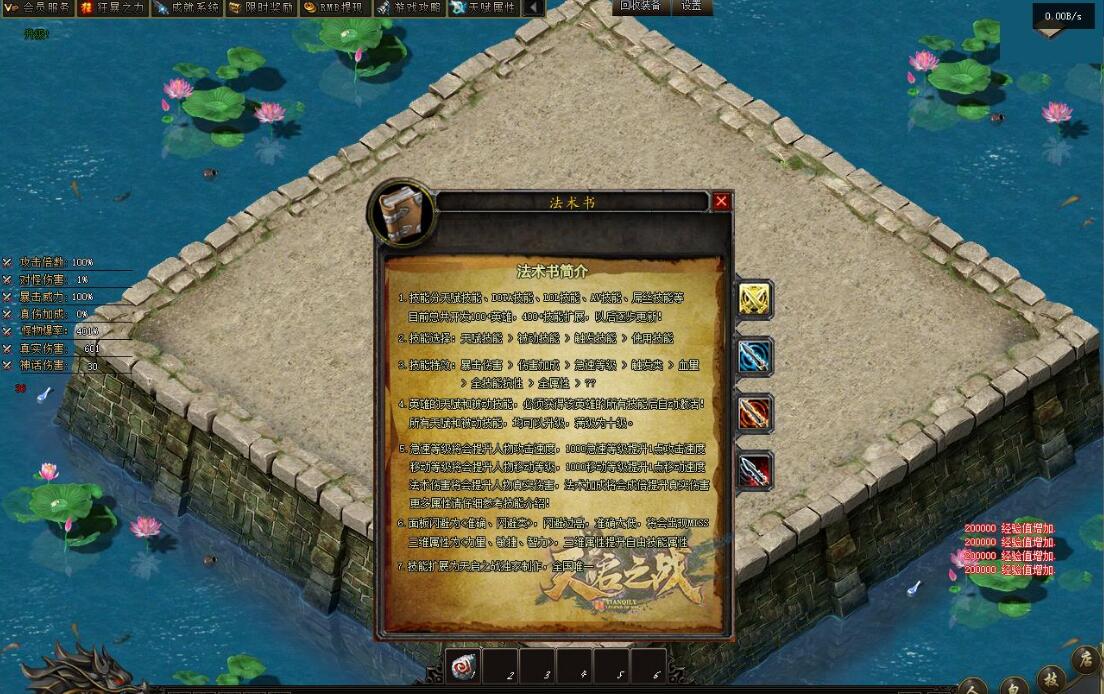 会员服务 狂暴之力 成就系统 限时奖励 RMB提现 游戏攻略 天赋属性
回收装备 设置
0.00B/s
升级!
法术书
法术书简介
1.技能分天赋技能、DOTA技能、LOL技能、AV技能、屌丝技能等
目前总共开发100+英雄，400+技能扩展，以后逐步更新!
2.技能选择：天赋技能 > 被动技能 > 触发技能 > 使用技能
3.技能特效：暴击伤害 > 伤害加成 > 急速等级 > 触发类 > 血量
> 全技能抗性 > 全属性 > ??
4.英雄的天赋和被动技能，必须获得该英雄的所有技能后自动激活!
所有天赋和被动技能，均可以升级，满级为十级。
5.急速等级将会提升人物攻击速度，1000急速等级提升1点攻击速度
移动等级将会提升人物移动等级，1000移动等级提升1点移动速度
法术伤害将会提升人物真实伤害，法术加成将会成倍提升真实伤害
更多属性请仔细参考技能介绍!
6.面板闪避为<准确、闪避类>，闪避过高，准确太低，将会出现MISS
三维属性为<力量、敏捷、智力>，三维属性提升自由技能属性
7.技能扩展为天启之战独家制作，全国唯一
天启之战
TIANQILY
攻击倍数: 100%
对怪伤害: 1%
暴击威力: 100%
真伤加成: 0%
怪物爆率: 401%
真实伤害: 601
神话伤害: 30
200000 经验值增加.
200000 经验值增加.
200000 经验值增加.
200000 经验值增加.
2 3 4 5 6
店
技